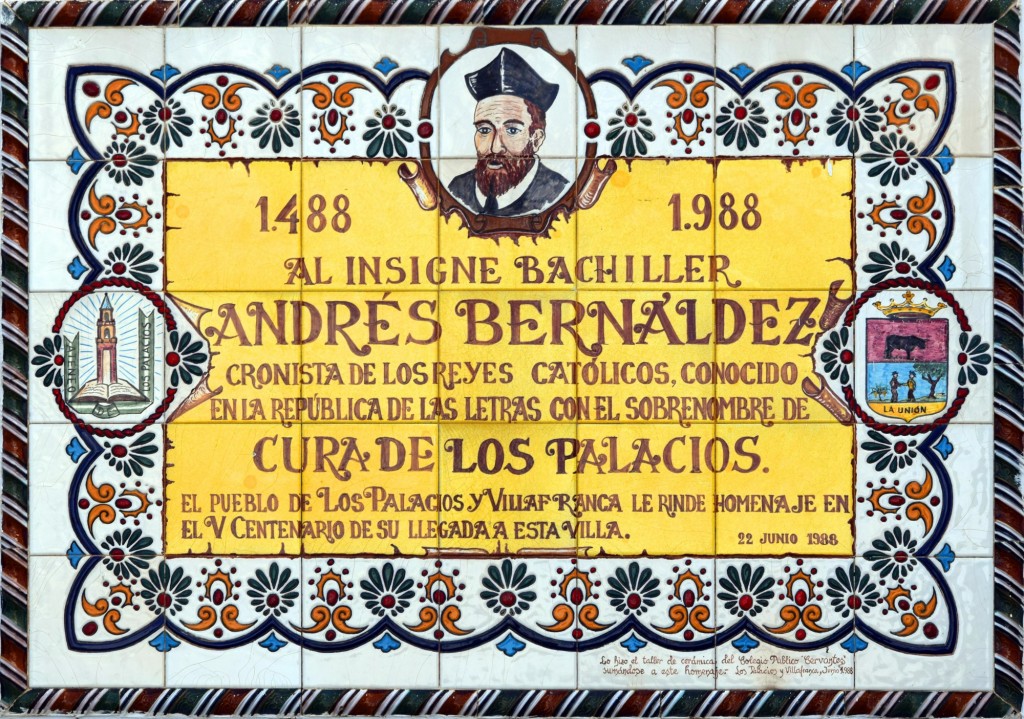 1.488
1.988
AL INSIGNE BACHILLER
ANDRÉS BERNÁLDEZ
CRONISTA DE LOS REYES CATÓLICOS, CONOCIDO
EN LA REPÚBLICA DE LAS LETRAS CON EL SOBRENOMBRE DE
CURA DE LOS PALACIOS.
EL PUEBLO DE LOS PALACIOS Y VILLAFRANCA LE RINDE HOMENAJE EN
EL V CENTENARIO DE SU LLEGADA A ESTA VILLA.
22 JUNIO 1988
LA UNIÓN
Lo hizo el taller de cerámica del Colegio Público "Cervantes"
sumándose a este homenaje. Los Palacios y Villafranca, Junio 1.988